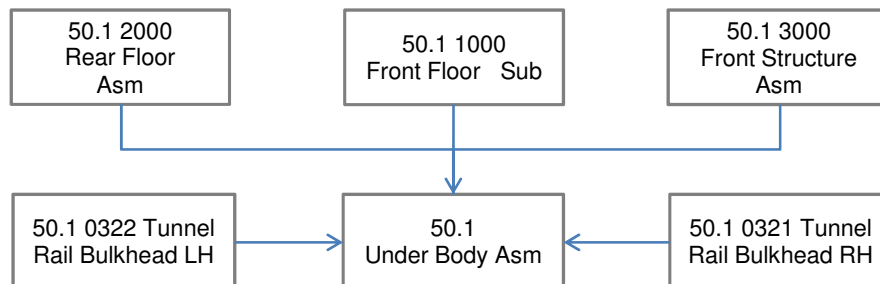 50.1 2000
Rear Floor
Asm
50.1 1000
Front Floor   Sub
50.1 3000
Front Structure
Asm
50.1 0322 Tunnel
Rail Bulkhead LH
50.1
Under Body Asm
50.1 0321 Tunnel
Rail Bulkhead RH